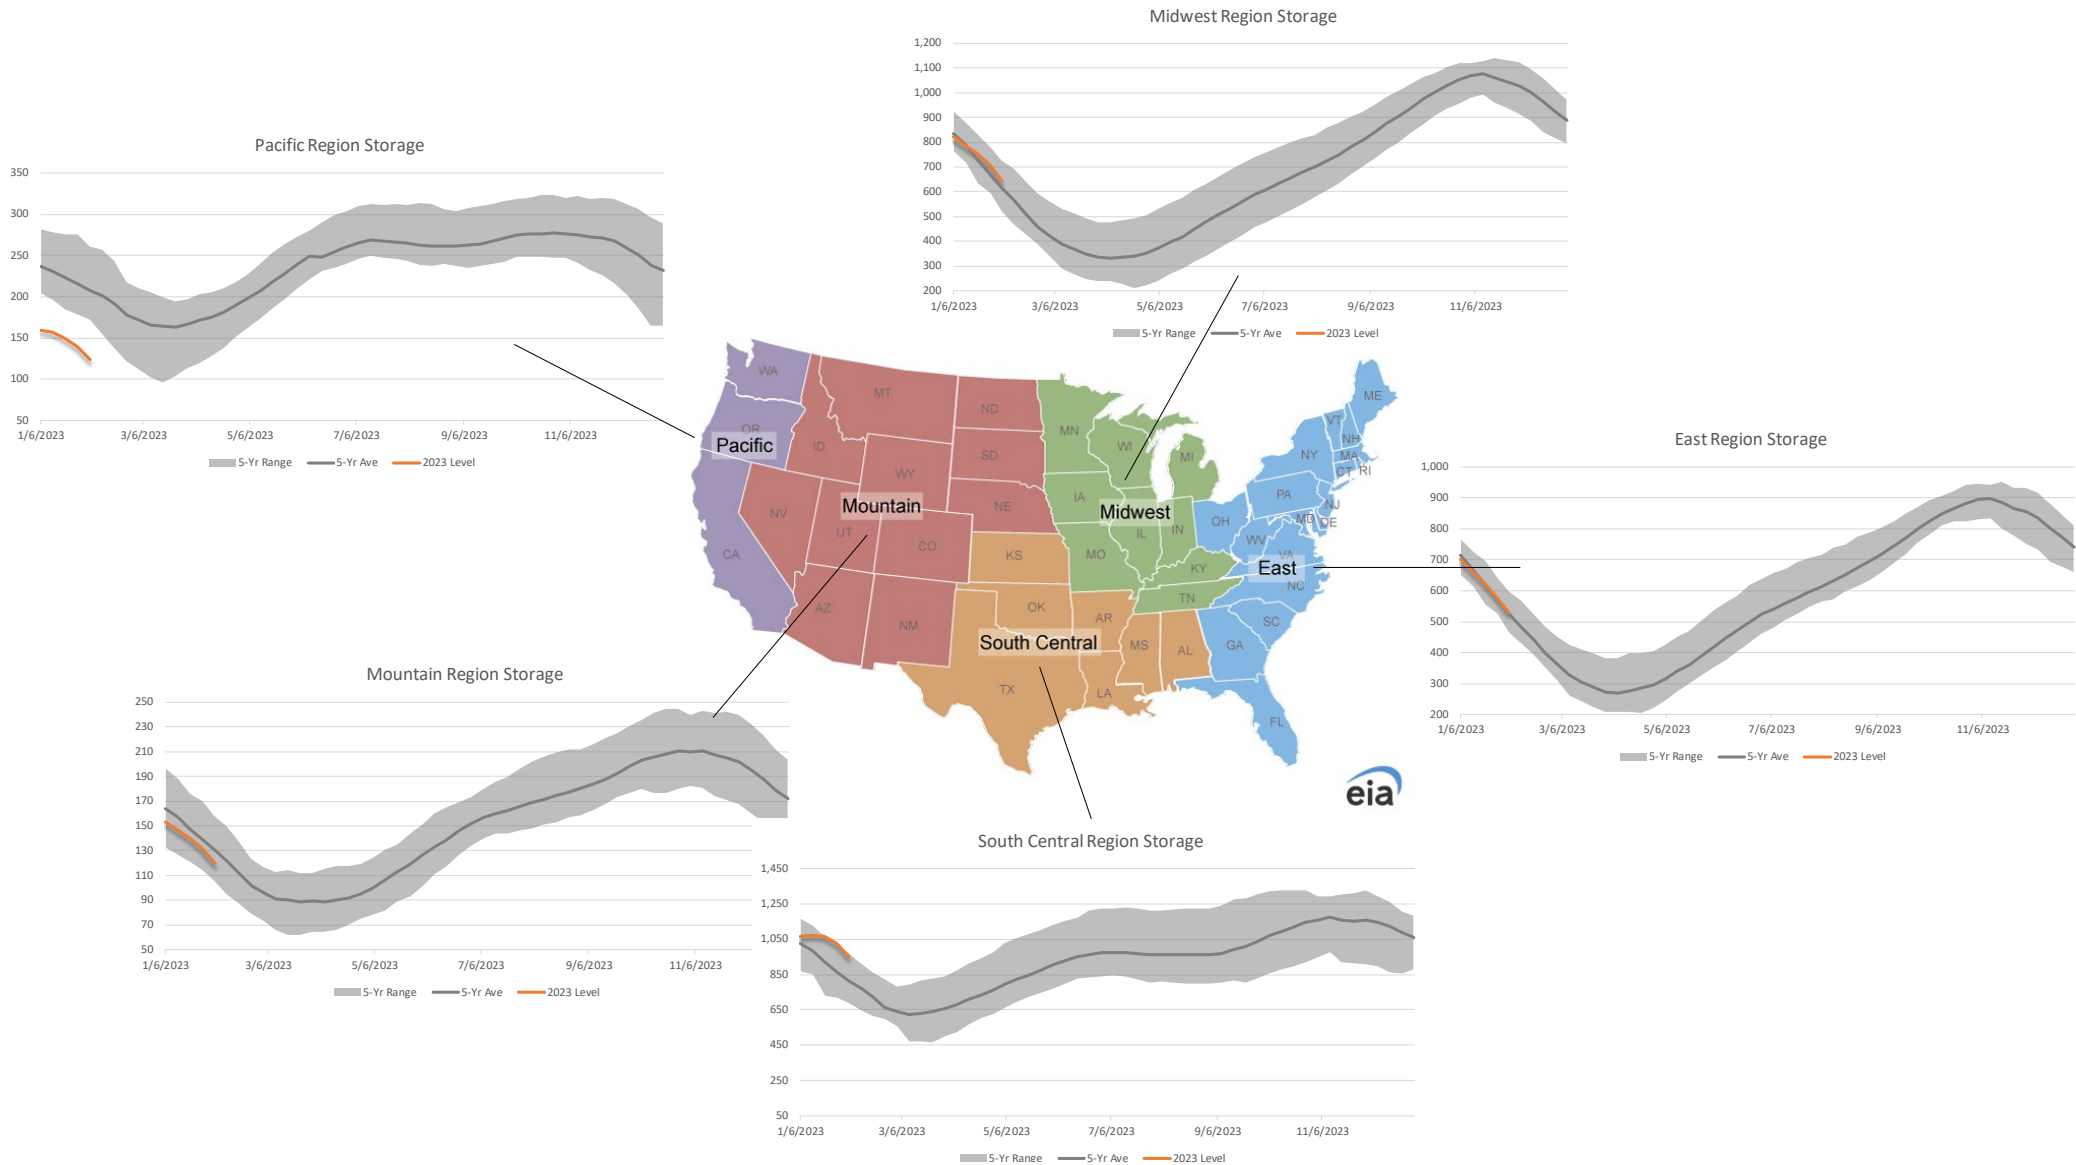 Midwest Region Storage
1,200
1,100
1,000
900
800
700
600
500
400
300
200
1/6/2023 3/6/2023 5/6/2023 7/6/2023 9/6/2023 11/6/2023
5-Yr Range 5-Yr Ave 2023 Level
Pacific Region Storage
350
300
250
200
150
100
50
1/6/2023 3/6/2023 5/6/2023 7/6/2023 9/6/2023 11/6/2023
5-Yr Range 5-Yr Ave 2023 Level
WA
OR
CA
Pacific
MT
ND
ID
SD
WY
NE
NV
UT
CO
AZ
NM
Mountain
MN
WI
MI
IA
IL
IN
MO
KY
TN
Midwest
KS
OK
AR
TX
LA
MS
AL
South Central
ME
VT
NH
NY
MA
CT RI
PA
NJ
OH
MD DE
WV
VA
NC
SC
GA
FL
East
eia
East Region Storage
1,000
900
800
700
600
500
400
300
200
1/6/2023 3/6/2023 5/6/2023 7/6/2023 9/6/2023 11/6/2023
5-Yr Range 5-Yr Ave 2023 Level
Mountain Region Storage
250
230
210
190
170
150
130
110
90
70
50
1/6/2023 3/6/2023 5/6/2023 7/6/2023 9/6/2023 11/6/2023
5-Yr Range 5-Yr Ave 2023 Level
South Central Region Storage
1,450
1,250
1,050
850
650
450
250
50
1/6/2023 3/6/2023 5/6/2023 7/6/2023 9/6/2023 11/6/2023
5-Yr Range 5-Yr Ave 2023 Level